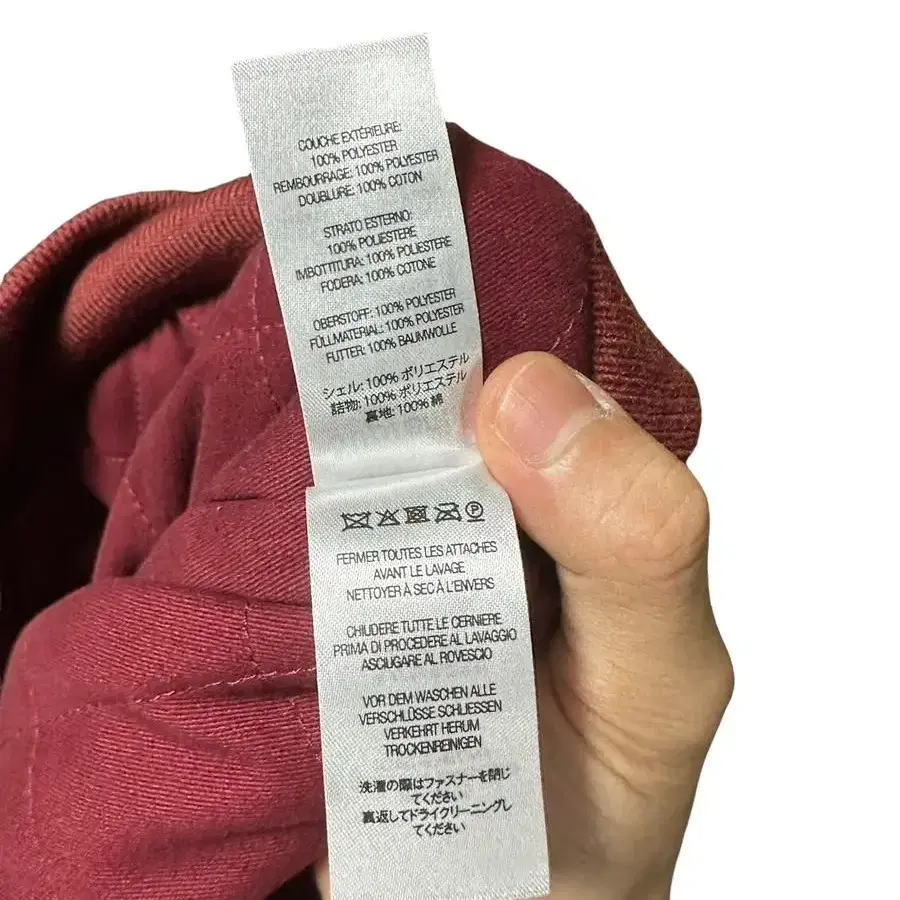 COUCHE EXTÉRIEURE:
100% POLYESTER
REMBOURRAGE: 100% POLYESTER
DOUBLURE: 100% COTON
STRATO ESTERNO:
100% POLIESTERE
IMBOTTITURA: 100% POLIESTERE
FODERA: 100% COTONE
OBERSTOFF: 100% POLYESTER
FÜLLMATERIAL: 100% POLYESTER
FUTTER: 100% BAUMWOLLE
シェル: 100% ポリエステル
詰物: 100% ポリエステル
裏地: 100% 綿
P
FERMER TOUTES LES ATTACHES
AVANT LE LAVAGE
NETTOYER À SEC À L'ENVERS
CHIUDERE TUTTE LE CERNIERE
PRIMA DI PROCEDERE AL LAVAGGIO
ASCIUGARE AL ROVESCIO
VOR DEM WASCHEN ALLE
VERSCHLÜSSE SCHLIESSEN
VERKEHRT HERUM
TROCKENREINIGEN
洗濯の際はファスナーを閉じ
てください
裏返してドライクリーニングし
てください